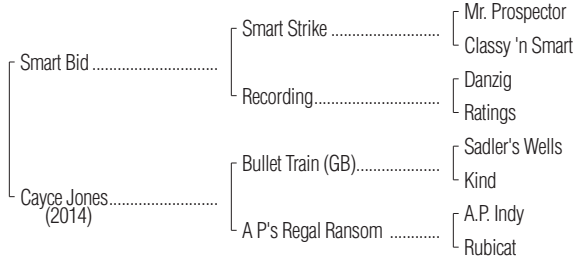 Mr. Prospector
Smart Strike ............................
Classy 'n Smart
Smart Bid ................................
Danzig
Recording................................
Ratings
Sadler's Wells
Bullet Train (GB).....................
Kind
Cayce Jones............................
(2014)
A.P. Indy
A P's Regal Ransom .............
Rubicat